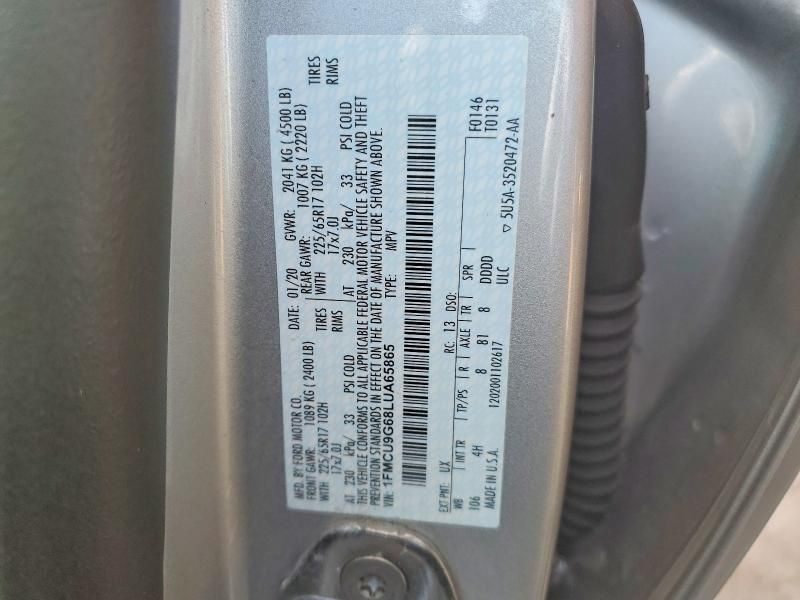 MFD. BY FORD MOTOR CO. DATE: 01/20 GVWR: 2041 KG ( 4500 LB)
FRONT GAWR: 1089 KG ( 2400 LB) REAR GAWR: 1007 KG ( 2220 LB)
WITH 225/65R17 102H TIRES WITH 225/65R17 102H TIRES
17x7.0J RIMS 17x7.0J RIMS
AT 230 kPa/ 33 PSI COLD AT 230 kPa/ 33 PSI COLD
THIS VEHICLE CONFORMS TO ALL APPLICABLE FEDERAL MOTOR VEHICLE SAFETY AND THEFT
PREVENTION STANDARDS IN EFFECT ON THE DATE OF MANUFACTURE SHOWN ABOVE.
VIN: 1FMCU9G68LUA65865 TYPE: MPV
EXT PNT: UX RC: 13 DSO: F0146
WB INT TR TP/PS R AXLE TR SPR T0131
106 4H 8 81 8 DDDD
MADE IN U.S.A. 1202001102617 ULC ▽ 5U5A-3520472-AA